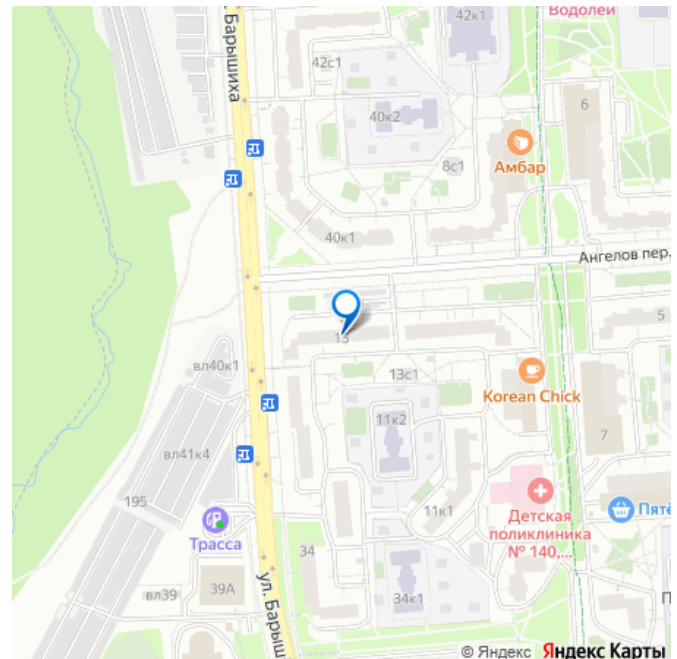 Водолей
42к1
ул. Барышиха
42с1
40к2
6
Амбар
8с1
40к1
Ангелов пер.
5
13
вл40к1
13с1
Korean Chick
11к2
7
вл41к4
195
11к1
Детская
поликлиника
№ 140,...
Пятё
Трасса
34
39А
вл39
34к1
ул. Барыш
П
© Яндекс Яндекс Карты